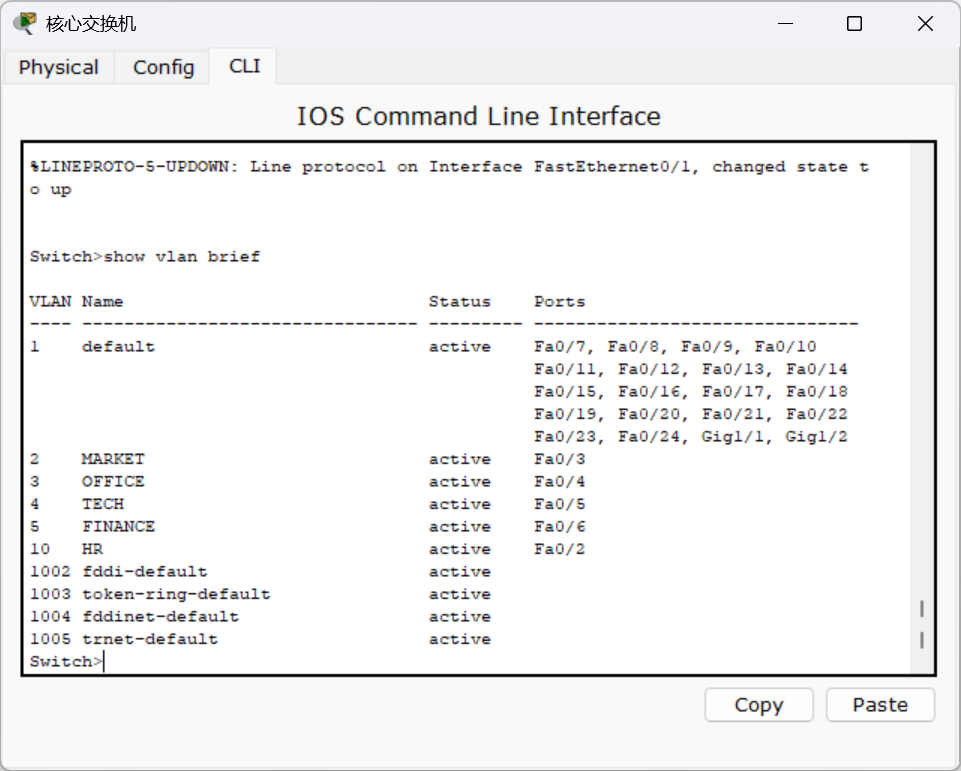 核心交换机
Physical Config CLI
IOS Command Line Interface
%LINEPROTO-5-UPDOWN: Line protocol on Interface FastEthernet0/1, changed state t
o up
Switch>show vlan brief
VLAN Name Status Ports
---- -------------------------------- --------- -------------------------------
1 default active Fa0/7, Fa0/8, Fa0/9, Fa0/10
Fa0/11, Fa0/12, Fa0/13, Fa0/14
Fa0/15, Fa0/16, Fa0/17, Fa0/18
Fa0/19, Fa0/20, Fa0/21, Fa0/22
Fa0/23, Fa0/24, Gig1/1, Gig1/2
2 MARKET active Fa0/3
3 OFFICE active Fa0/4
4 TECH active Fa0/5
5 FINANCE active Fa0/6
10 HR active Fa0/2
1002 fddi-default active
1003 token-ring-default active
1004 fddinet-default active
1005 trnet-default active
Switch>
Copy Paste